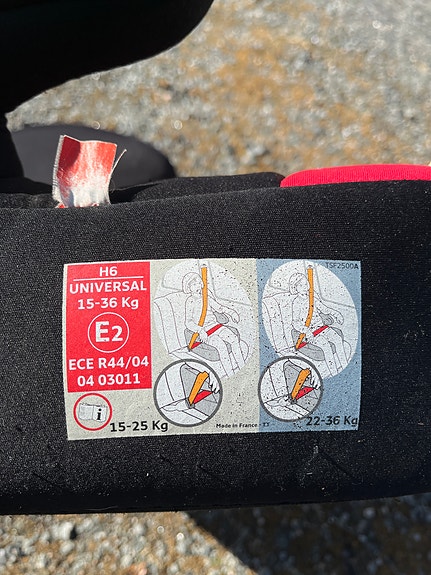 H6
UNIVERSAL
15-36 Kg
E2
ECE R44/04
04 03011
i
15-25 Kg
Made in France -
TSF2500A
22-36 Kg